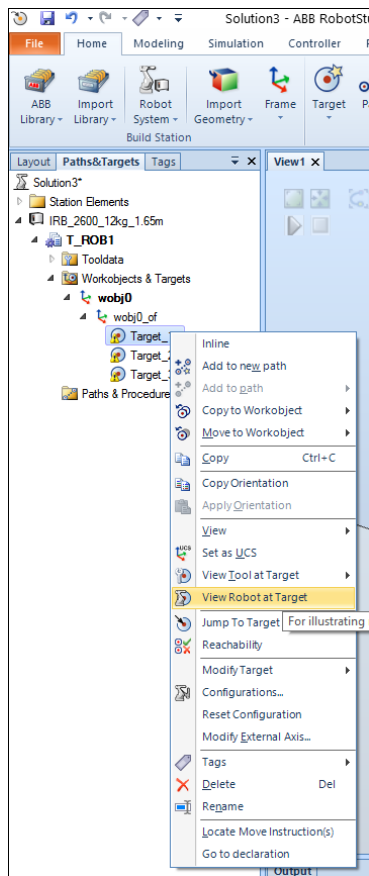 Solution3 - ABB RobotStu
File Home Modeling Simulation Controller
ABB Library Import Library Robot System Import Geometry Frame Target
Build Station
Layout Paths&Targets Tags View1
Solution3*
Station Elements
IRB_2600_12kg_1.65m
T_ROB1
Tooldata
Workobjects & Targets
wobj0
wobj0_of
Target_
Target_
Target_
Paths & Procedure
Inline
Add to new path
Add to path
Copy to Workobject
Move to Workobject
Copy Ctrl+C
Copy Orientation
Apply Orientation
View
Set as UCS
View Tool at Target
View Robot at Target
Jump To Target For illustrating
Reachability
Modify Target
Configurations...
Reset Configuration
Modify External Axis...
Tags
Delete Del
Rename
Locate Move Instruction(s)
Go to declaration
Output